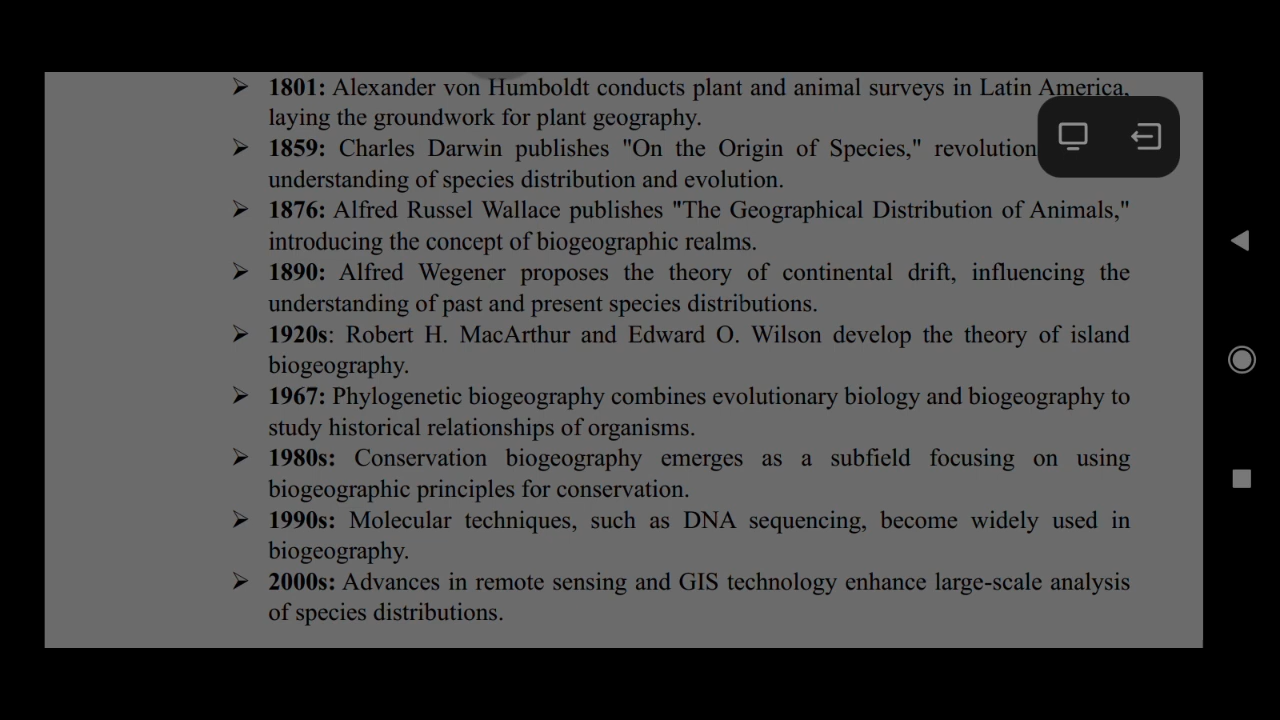 ➢ 1801: Alexander von Humboldt conducts plant and animal surveys in Latin America,
laying the groundwork for plant geography.
➢ 1859: Charles Darwin publishes "On the Origin of Species,"
understanding of species distribution and evolution.
➢ 1876: Alfred Russel Wallace publishes "The Geographical Distribution of Animals,"
introducing the concept of biogeographic realms.
➢ 1890: Alfred Wegener proposes the theory of continental drift, influencing the
understanding of past and present species distributions.
➢ 1920s: Robert H. MacArthur and Edward O. Wilson develop the theory of island
biogeography.
➢ 1967: Phylogenetic biogeography combines evolutionary biology and biogeography to
study historical relationships of organisms.
➢ 1980s: Conservation biogeography emerges as a subfield focusing on using
biogeographic principles for conservation.
➢ 1990s: Molecular techniques, such as DNA sequencing, become widely used in
biogeography.
➢ 2000s: Advances in remote sensing and GIS technology enhance large-scale analysis
of species distributions.